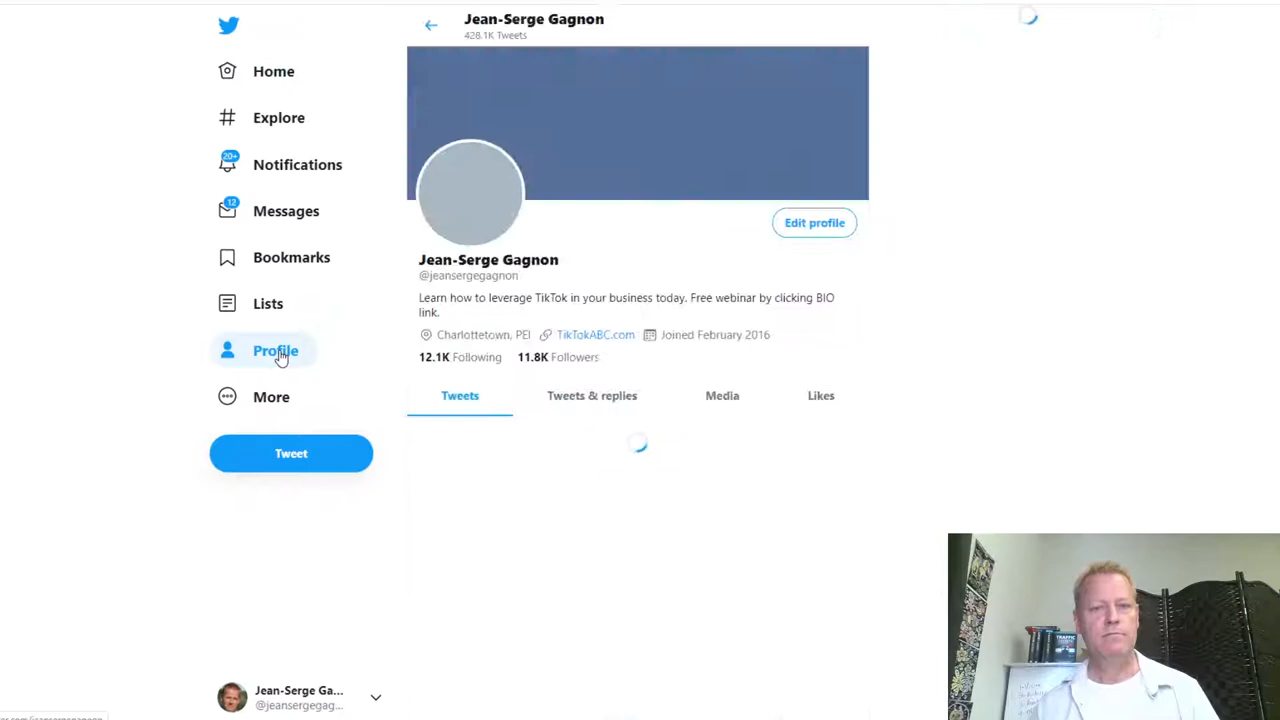 Jean-Serge Gagnon
428.1K Tweets
Home
Explore
20+
Notifications
12
Messages
Bookmarks
Lists
Profile
More
Tweet
Edit profile
Jean-Serge Gagnon
@jeansergegagnon
Learn how to leverage TikTok in your business today. Free webinar by clicking BIO
link.
Charlottetown, PEI TikTokABC.com Joined February 2016
12.1K Following 11.8K Followers
Tweets Tweets & replies Media Likes
Jean-Serge Ga...
@jeansergegag...
TRAFFIC